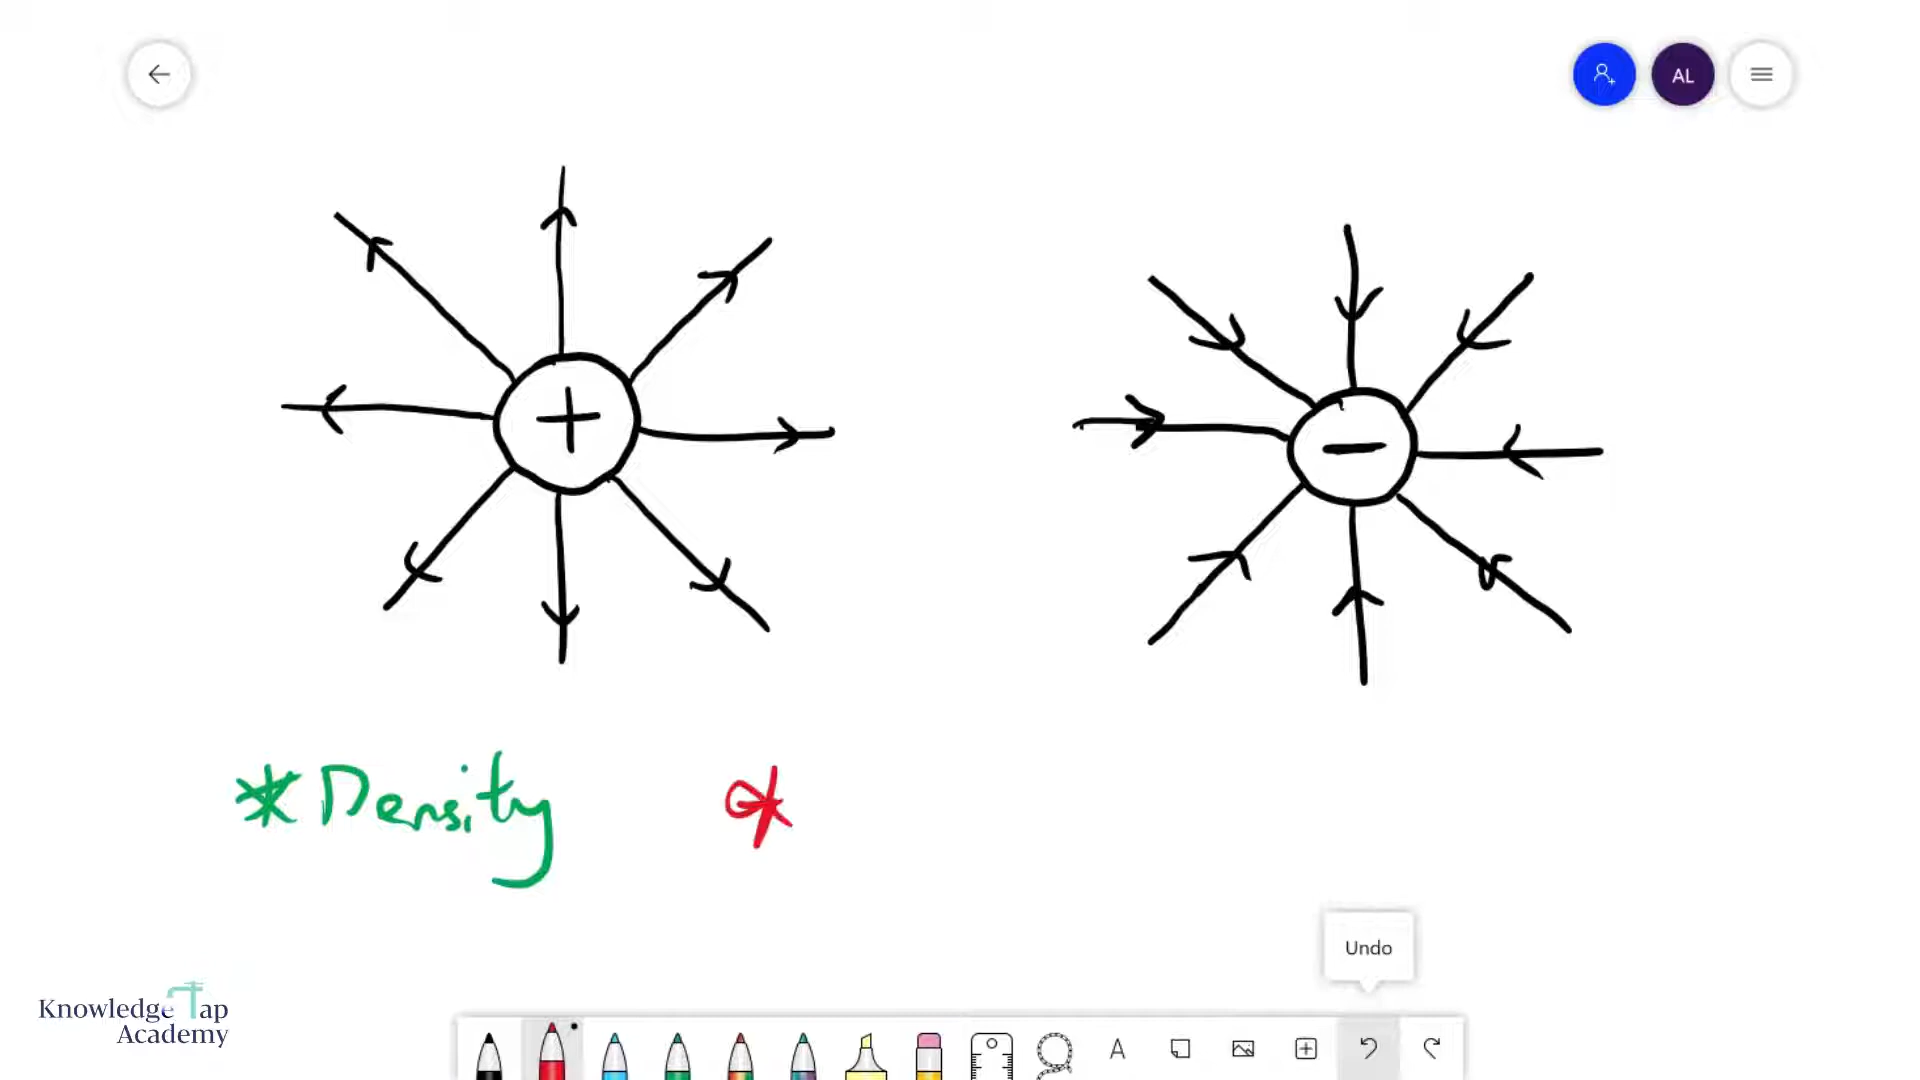 AL
+
−
* Density *
Undo
Knowledge Tap
Academy
A